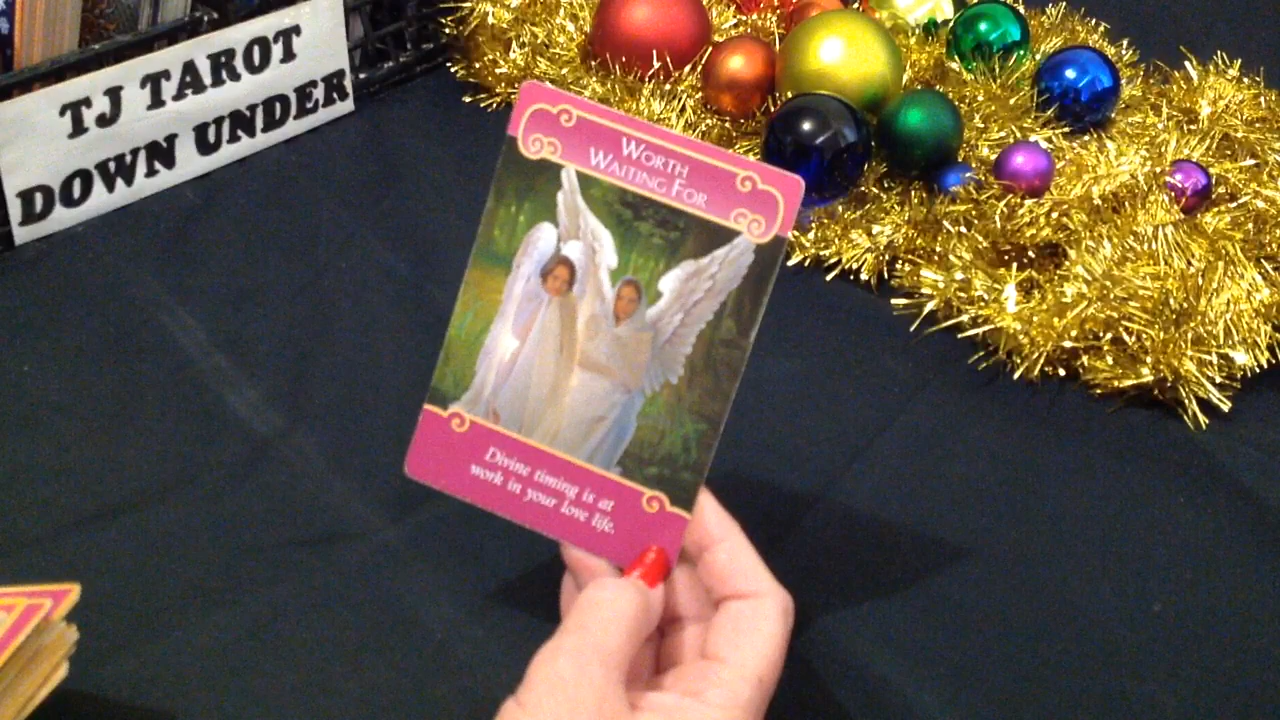 TJ TAROT
DOWN UNDER
WORTH
WAITING FOR
Divine timing is at
work in your love life.